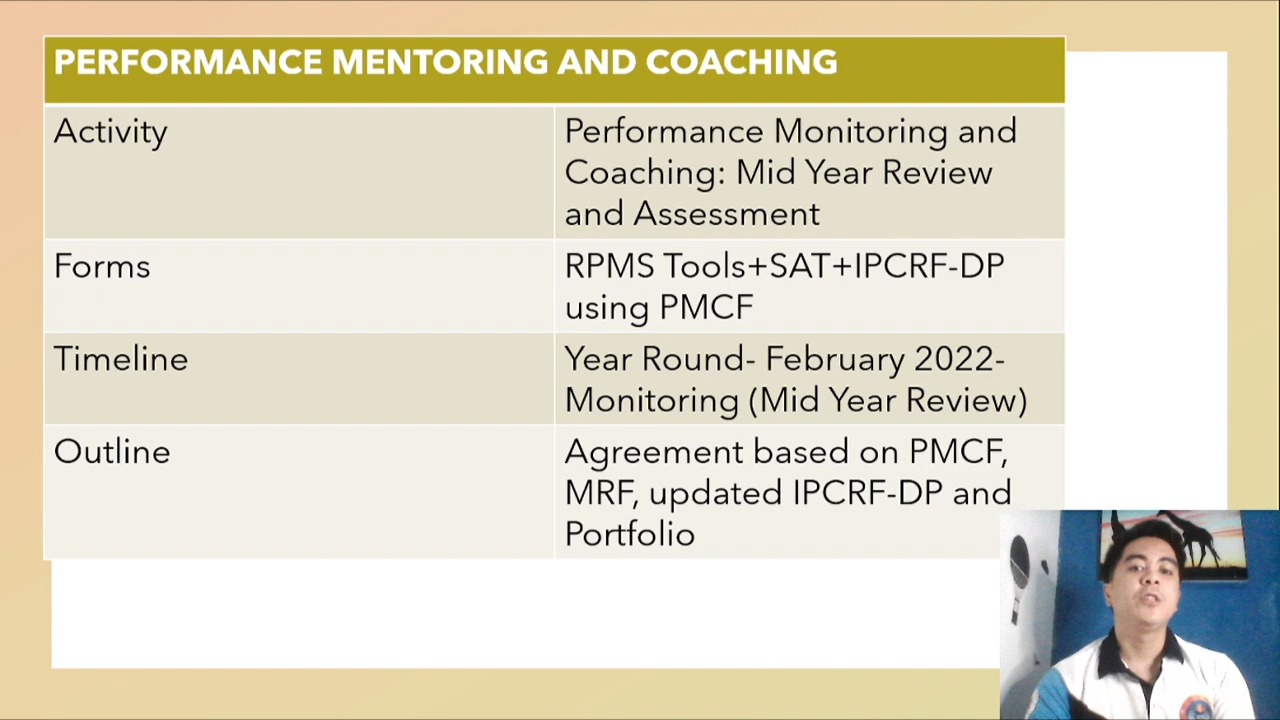 PERFORMANCE MENTORING AND COACHING
Activity
Performance Monitoring and
Coaching: Mid Year Review
and Assessment
Forms
RPMS Tools+SAT+IPCRF-DP
using PMCF
Timeline
Year Round- February 2022-
Monitoring (Mid Year Review)
Outline
Agreement based on PMCF,
MRF, updated IPCRF-DP and
Portfolio